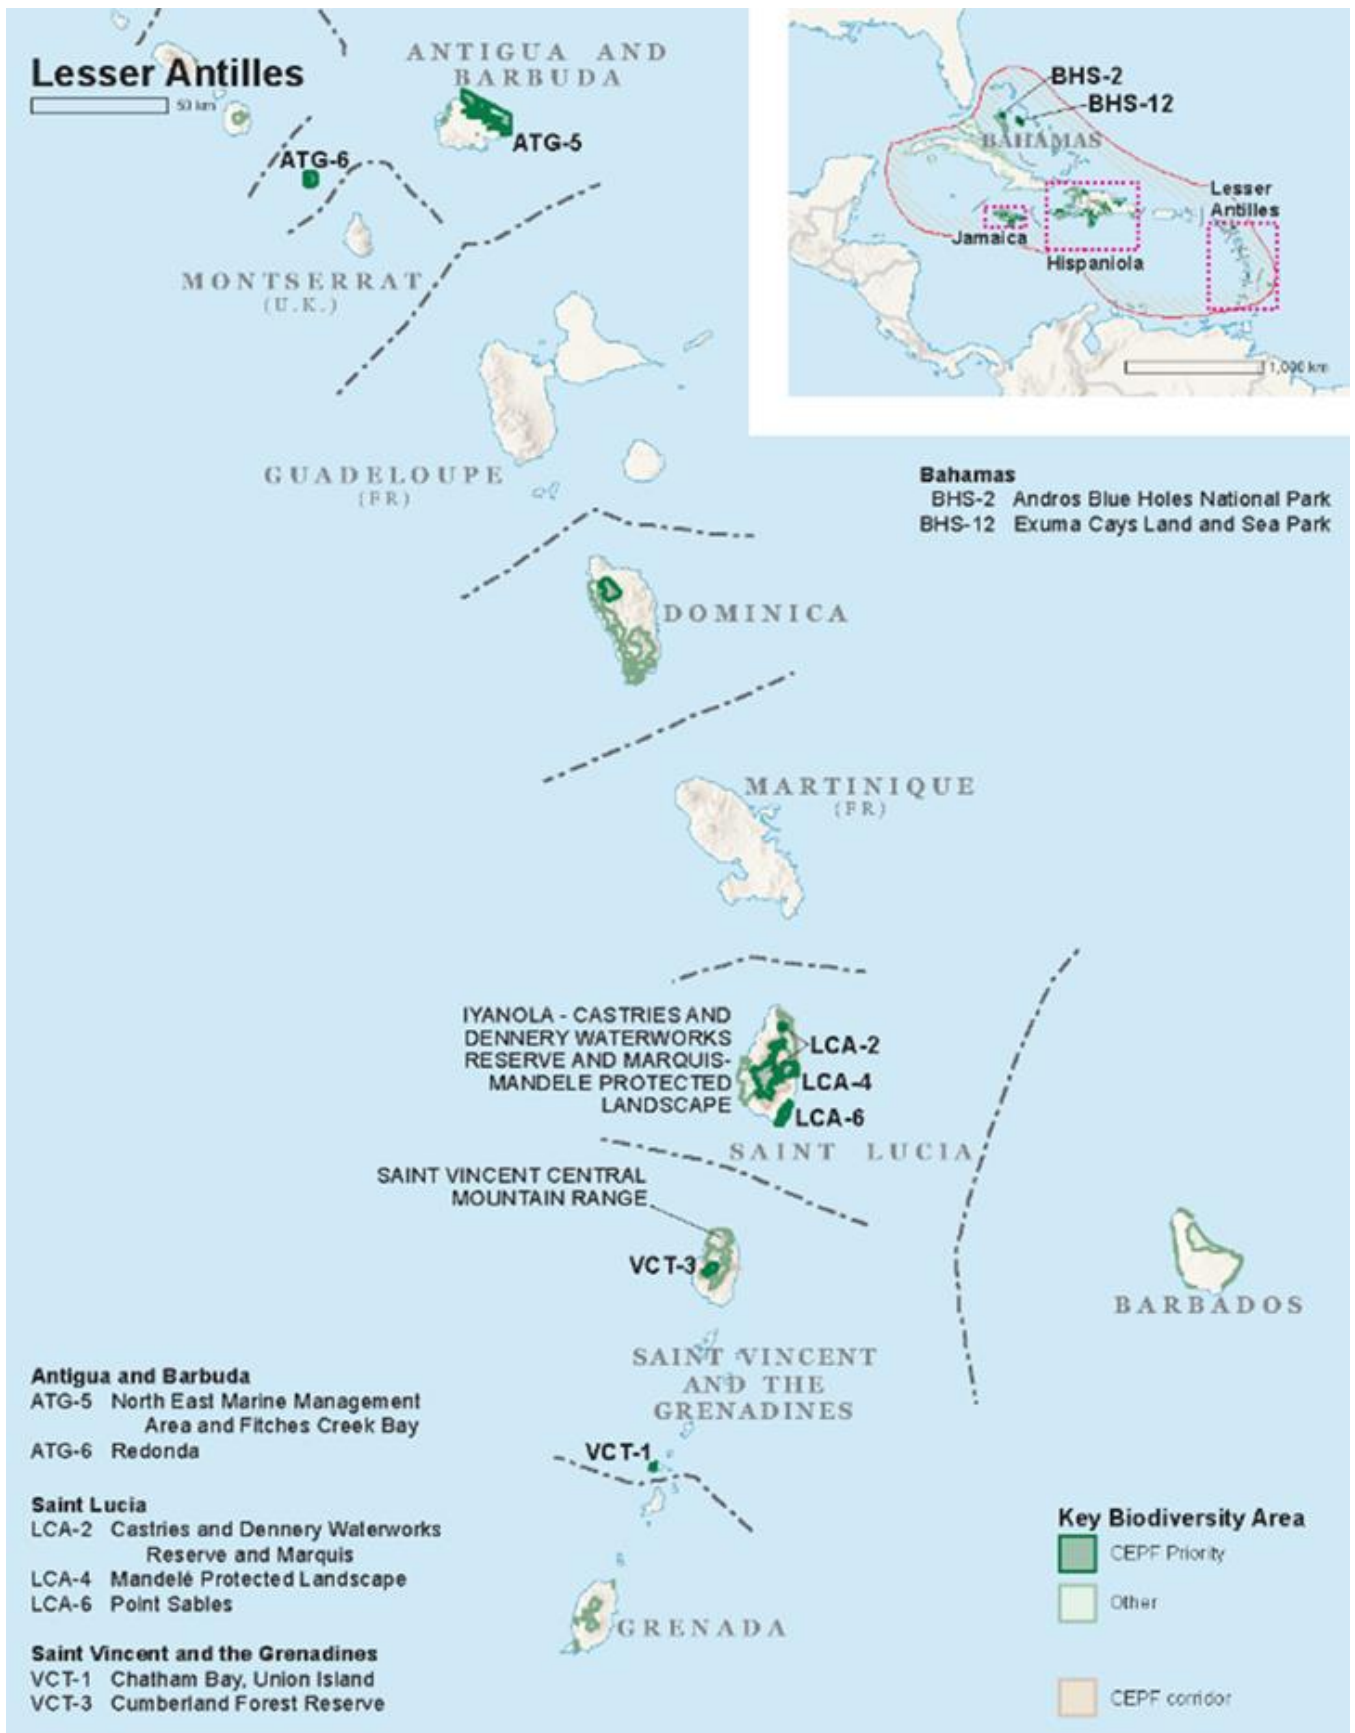 Lesser Antilles
50 km
ANTIGUA AND
BARBUDA
ATG-5
ATG-6
MONTSERRAT
(U.K.)
GUADELOUPE
(FR)
DOMINICA
MARTINIQUE
(FR)
IYANOLA - CASTRIES AND
DENNERY WATERWORKS
RESERVE AND MARQUIS-
MANDELE PROTECTED
LANDSCAPE
LCA-2
LCA-4
LCA-6
SAINT LUCIA
SAINT VINCENT CENTRAL
MOUNTAIN RANGE
VCT-3
BARBADOS
SAINT VINCENT
AND THE
GRENADINES
VCT-1
GRENADA
BHS-2
BHS-12
BAHAMAS
Lesser
Antilles
Jamaica
Hispaniola
1,000 km
Bahamas
BHS-2 Andros Blue Holes National Park
BHS-12 Exuma Cays Land and Sea Park
Antigua and Barbuda
ATG-5 North East Marine Management
Area and Fitches Creek Bay
ATG-6 Redonda
Saint Lucia
LCA-2 Castries and Dennery Waterworks
Reserve and Marquis
LCA-4 Mandelé Protected Landscape
LCA-6 Point Sables
Saint Vincent and the Grenadines
VCT-1 Chatham Bay, Union Island
VCT-3 Cumberland Forest Reserve
Key Biodiversity Area
CEPF Priority
Other
CEPF corridor